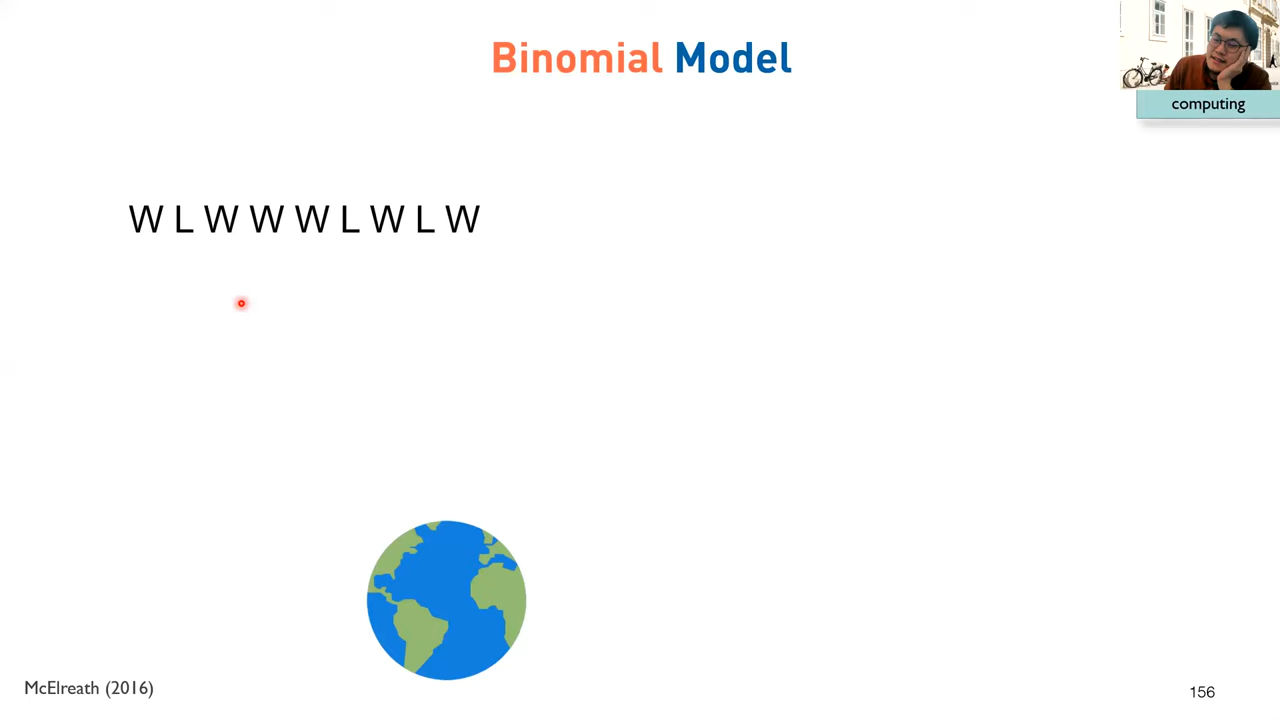 Binomial Model
computing
W L W W W L W L W
McElreath (2016)
156